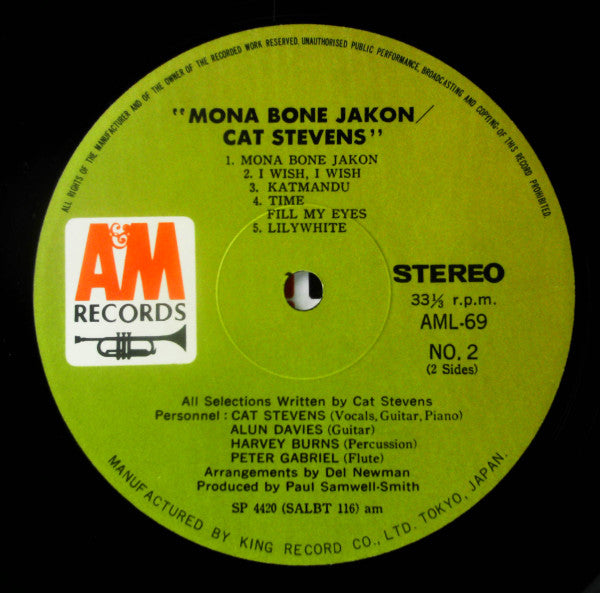 ALL RIGHTS OF THE MANUFACTURER AND OF THE OWNER OF THE RECORDED WORK RESERVED. UNAUTHORISED PUBLIC PERFORMANCE, BROADCASTING AND COPYING OF THIS RECORD PROHIBITED.
"MONA BONE JAKON/
CAT STEVENS"
1. MONA BONE JAKON
2. I WISH, I WISH
3. KATMANDU
4. TIME
FILL MY EYES
5. LILYWHITE
A&M
RECORDS
STEREO
33⅓ r.p.m.
AML-69
NO. 2
(2 Sides)
All Selections Written by Cat Stevens
Personnel : CAT STEVENS (Vocals, Guitar, Piano)
ALUN DAVIES (Guitar)
HARVEY BURNS (Percussion)
PETER GABRIEL (Flute)
Arrangements by Del Newman
Produced by Paul Samwell-Smith
SP 4420 (SALBT 116) am
MANUFACTURED BY KING RECORD CO., LTD. TOKYO, JAPAN.